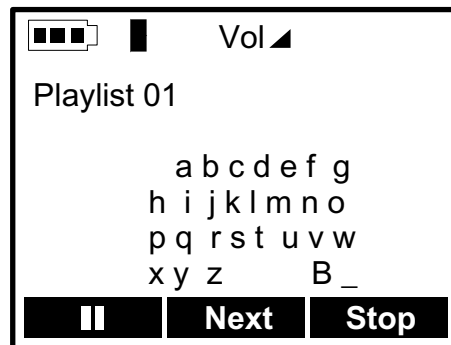 Vol
Playlist 01
a b c d e f g
h i j k l m n o
p q r s t u v w
x y z B _
Next Stop